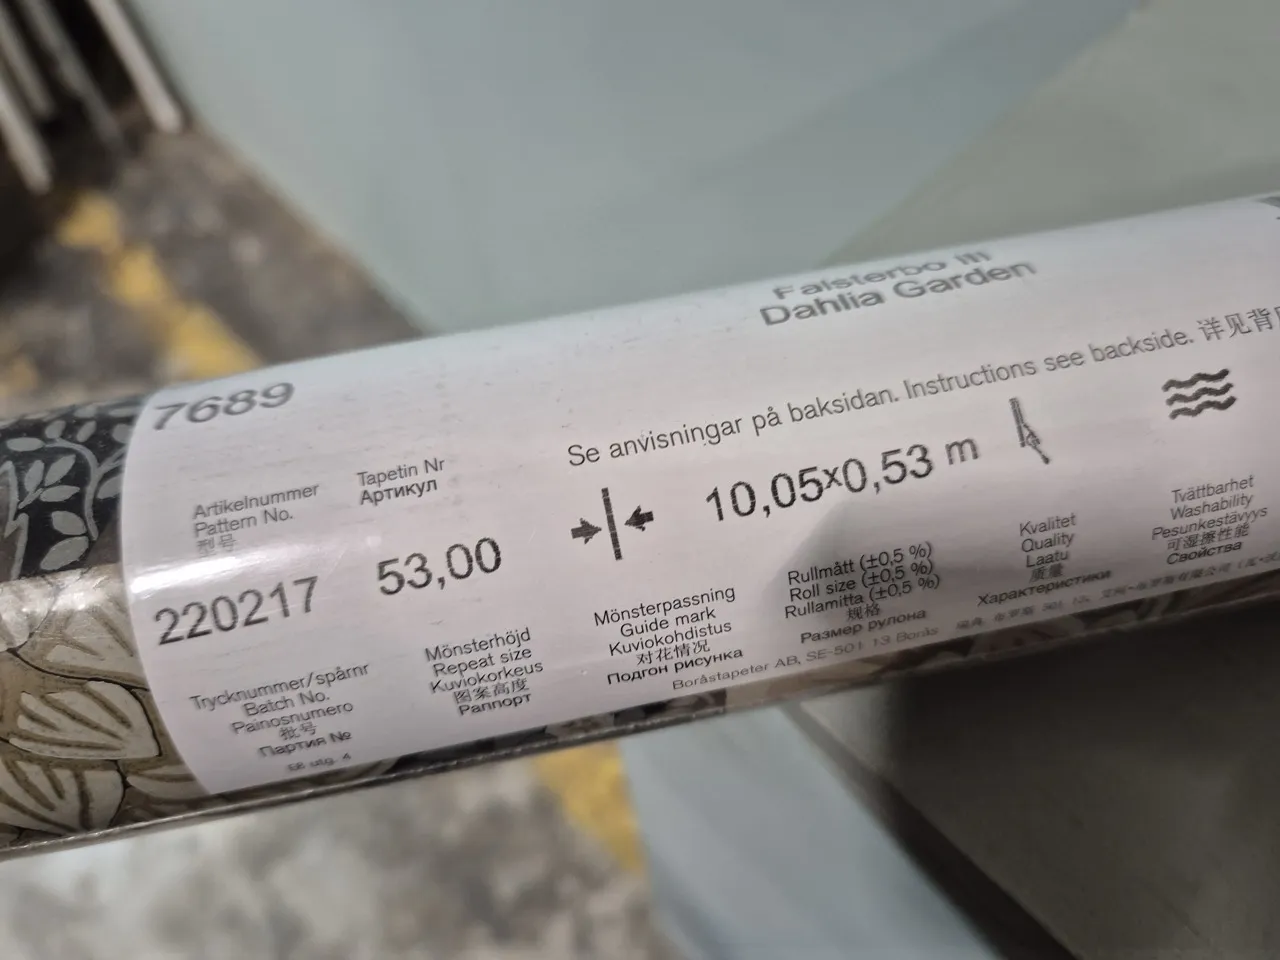 Falsterbo III
Dahlia Garden
7689
Se anvisningar på baksidan. Instructions see backside. 详见背
Artikelnummer
Pattern No.
型号
Tapetin Nr
Артикул
220217
53,00
10,05x0,53 m
Trycknummer/spårnr
Batch No.
Painosnumero
批号
Партия №
Mönsterhöjd
Repeat size
Kuviokorkeus
图案高度
Раппорт
Mönsterpassning
Guide mark
Kuviokohdistus
对花情况
Подгон рисунка
Rullmått (±0,5 %)
Roll size (±0,5 %)
Rullamitta (±0,5 %)
规格
Размер рулона
Kvalitet
Quality
Laatu
质量
Характеристики
Tvättbarhet
Washability
Pesunkestävyys
可湿擦性能
Свойства
utg. 4
Boråstapeter AB, SE-501 13 Borås